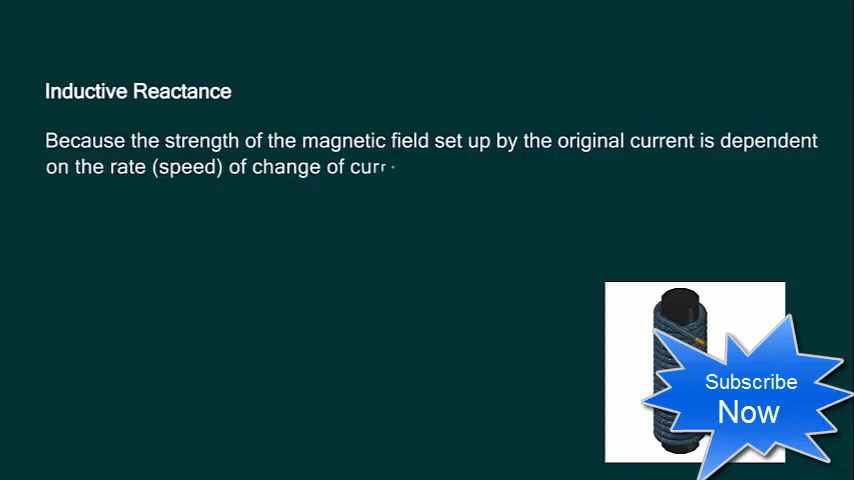 Inductive Reactance
Because the strength of the magnetic field set up by the original current is dependent
on the rate (speed) of change of curr
Subscribe
Now